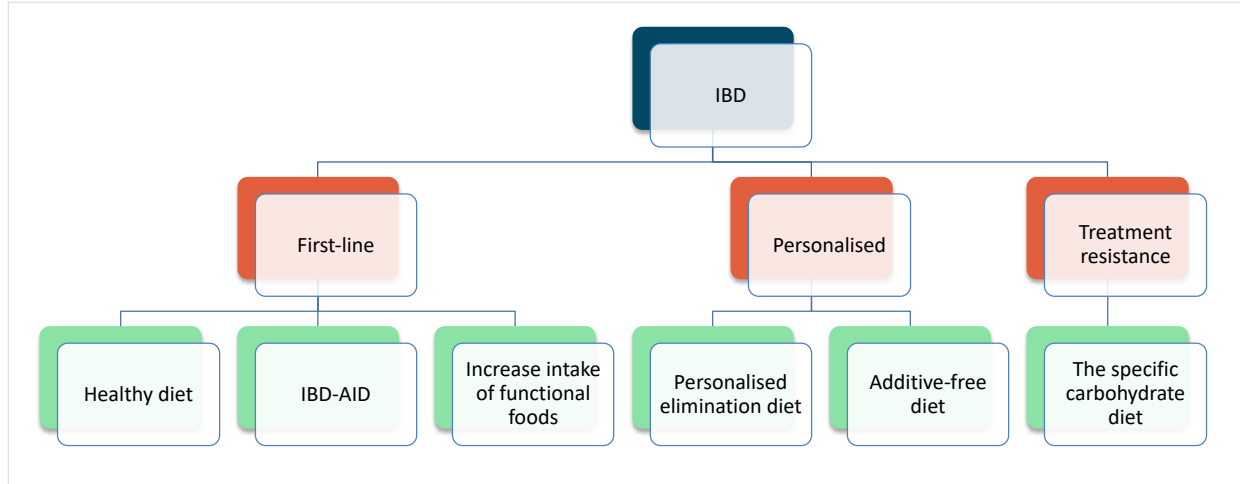 IBD
First-line
Personalised
Treatment
resistance
Healthy diet
IBD-AID
Increase intake
of functional
foods
Personalised
elimination diet
Additive-free
diet
The specific
carbohydrate
diet